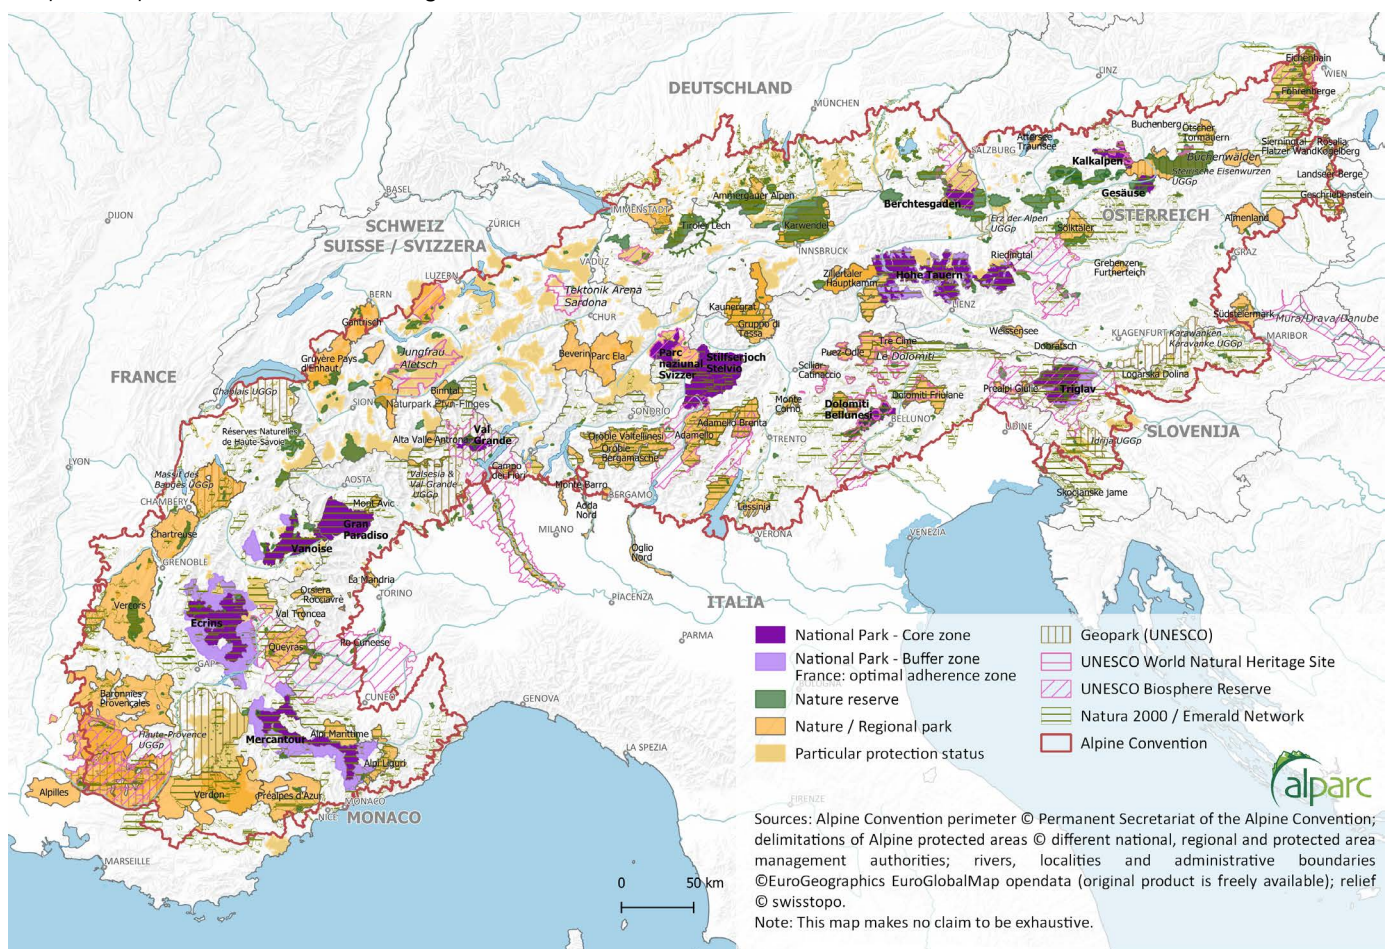 DEUTSCHLAND
MÜNCHEN
LINZ
Eichenhain
WIEN
Föhrenberge
Buchenberg
Ötscher
Tormäuern
Attersee
Traunsee
SALZBURG
Kalkalpen
Buchenwälder
Steirische Eisenwurzen
UGGp
Sierningtal
Flatzer Wand
Rosalia
Kogelberg
Landseer Berge
Geschriebenstein
Gesäuse
BASEL
DIJON
SCHWEIZ
SUISSE / SVIZZERA
ZÜRICH
IMMENSTADT
Ammergauer Alpen
Tiroler Lech
Karwendel
Berchtesgaden
Erz der Alpen
UGGp
ÖSTERREICH
Sölktäler
Almenland
INNSBRUCK
Riedingtal
GRAZ
VADUZ
LUZERN
Tektonik Arena
Sardona
Zillertaler
Hauptkamm
Hohe Tauern
LIENZ
Grebenzen
Furtherteich
BERN
Gantrisch
CHUR
Kaunergrat
Gruppo di
Tessa
Südsteiermark
Mura/Drava/Danube
MARIBOR
Gruyère Pays
d'Enhaut
Jungfrau
Aletsch
Beverin
Parc Ela
Parc
naziunal
Svizzer
Stilfserjoch
Stelvio
Puez-Odle
Tre Cime
Le Dolomiti
Weissensee
Dobratsch
KLAGENFURT
Karawanken
Karavanke UGGp
FRANCE
Chablais UGGp
SION
Binntal
Naturpark Pfyn-Finges
Sciliar
Catinaccio
Logarska Dolina
Prealpi Giulie
Triglav
Réserves Naturelles
de Haute-Savoie
Alta Valle Antrona
Val
Grande
SONDRIO
Monte
Corno
Dolomiti
Bellunesi
Dolomiti Friulane
BELLUNO
Adamello Brenta
Adamello
TRENTO
UDINE
Idrija UGGp
SLOVENIJA
LYON
Massif des
Bauges UGGp
AOSTA
Valsesia &
Val Grande
UGGp
Campo
dei Fiori
Orobie Valtellinesi
Orobie
Bergamasche
Monte Barro
BERGAMO
CHAMBÉRY
Mont Avic
Gran
Paradiso
Adda
Nord
Lessinia
Škocjanske jame
Chartreuse
Vanoise
MILANO
VERONA
VENEZIA
GRENOBLE
Oglio
Nord
La Mandria
TORINO
Orsiera
Rocciavrè
PIACENZA
ITALIA
Vercors
Ecrins
Val Troncea
Queyras
Po Cuneese
PARMA
GAP
Baronnies
Provençales
CUNEO
GENOVA
Haute-Provence
UGGp
Mercantour
Alpi Marittime
Alpi Liguri
LA SPEZIA
Alpilles
Verdon
Préalpes d'Azur
MONACO
NICE
MONACO
FIRENZE
MARSEILLE
National Park - Core zone
National Park - Buffer zone
France: optimal adherence zone
Nature reserve
Nature / Regional park
Particular protection status
Geopark (UNESCO)
UNESCO World Natural Heritage Site
UNESCO Biosphere Reserve
Natura 2000 / Emerald Network
Alpine Convention
alparc
0 50 km
Sources: Alpine Convention perimeter © Permanent Secretariat of the Alpine Convention;
delimitations of Alpine protected areas © different national, regional and protected area
management authorities; rivers, localities and administrative boundaries
©EuroGeographics EuroGlobalMap opendata (original product is freely available); relief
© swisstopo.
Note: This map makes no claim to be exhaustive.